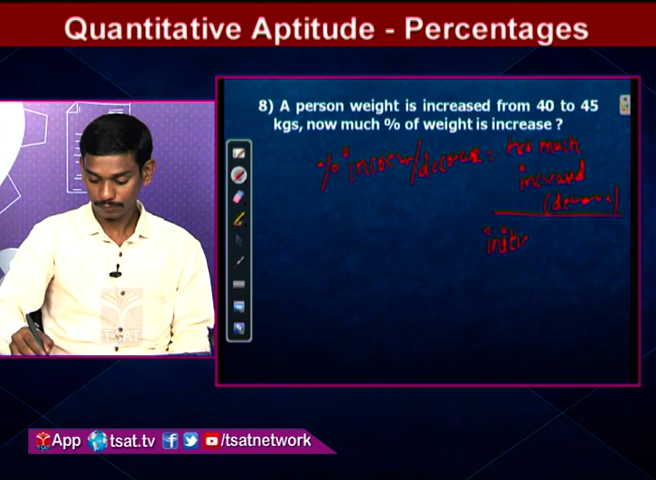 Quantitative Aptitude - Percentages
8) A person weight is increased from 40 to 45
kgs, now much % of weight is increase ?
% increase/decrease = how much
increased
(decrease)
initi
TSAT
App tsat.tv /tsatnetwork